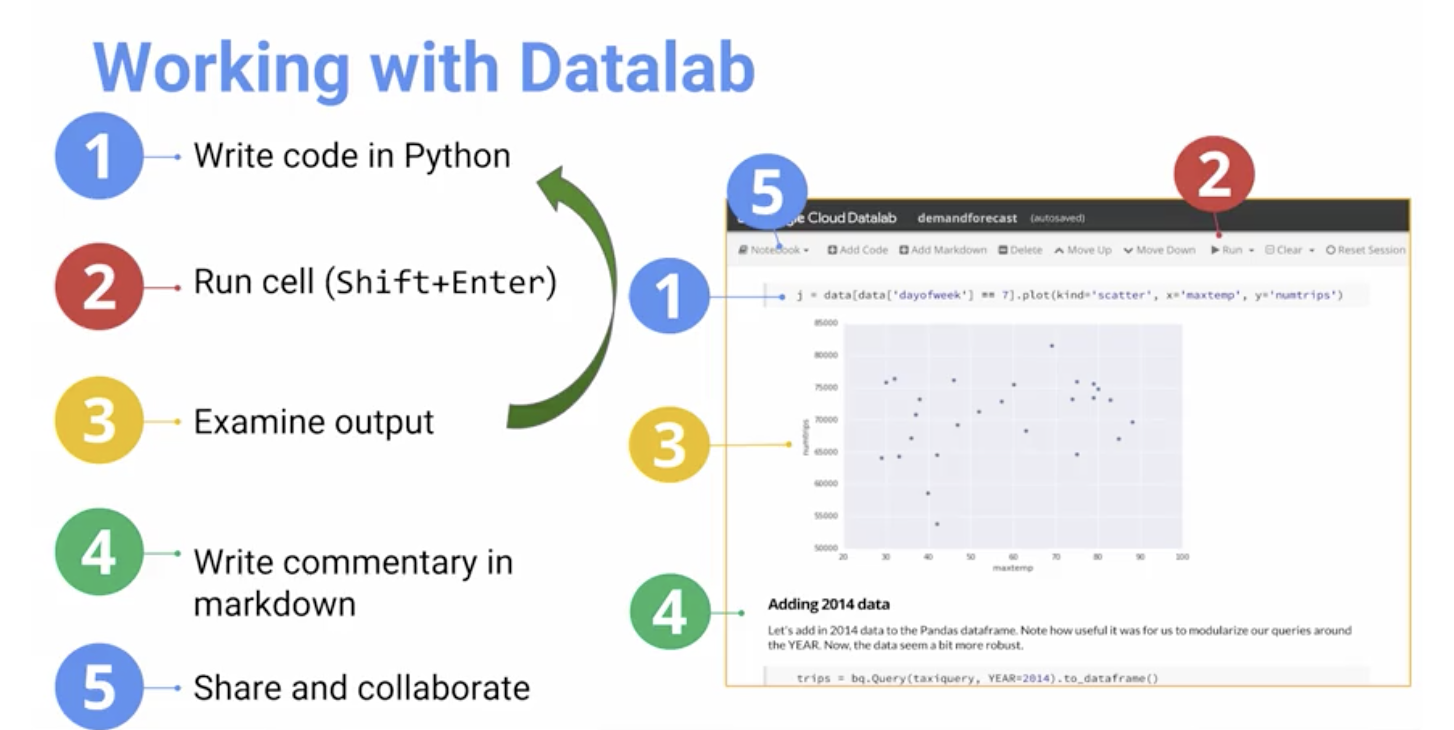 Working with Datalab
1
Write code in Python
2
Run cell (Shift+Enter)
3
Examine output
4
Write commentary in
markdown
5
Share and collaborate
5
2
gle Cloud Datalab demandforecast (autosaved)
Notebook Add Code Add Markdown Delete Move Up Move Down Run Clear Reset Session
1
j = data[data['dayofweek'] == 7].plot(kind='scatter', x='maxtemp', y='numtrips')
85000
80000
75000
70000
65000
60000
55000
50000
numtrips
20 30 40 50 60 70 80 90 100
maxtemp
3
4
Adding 2014 data
Let's add in 2014 data to the Pandas dataframe. Note how useful it was for us to modularize our queries around
the YEAR. Now, the data seem a bit more robust.
trips = bq.Query(taxiquery, YEAR=2014).to_dataframe()